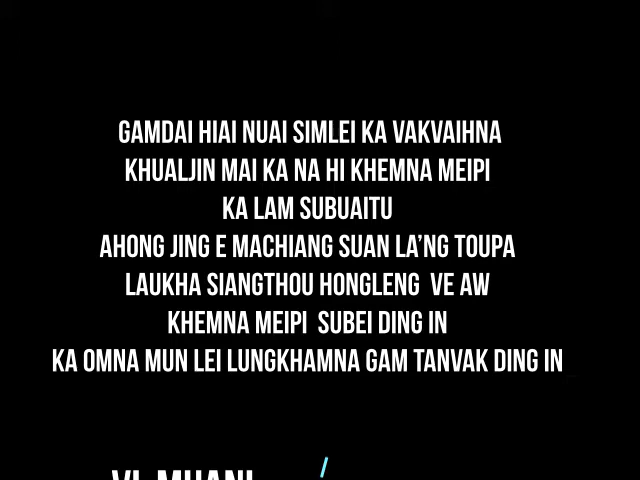 GAMDAI HIAI NUAI SIMLEI KA VAKVAIHNA
KHUALJIN MAI KA NA HI KHEMNA MEIPI
KA LAM SUBUAITU
AHONG JING E MACHIANG SUAN LA’NG TOUPA
LAUKHA SIANGTHOU HONGLENG VE AW
KHEMNA MEIPI SUBEI DING IN
KA OMNA MUN LEI LUNGKHAMNA GAM TANVAK DING IN